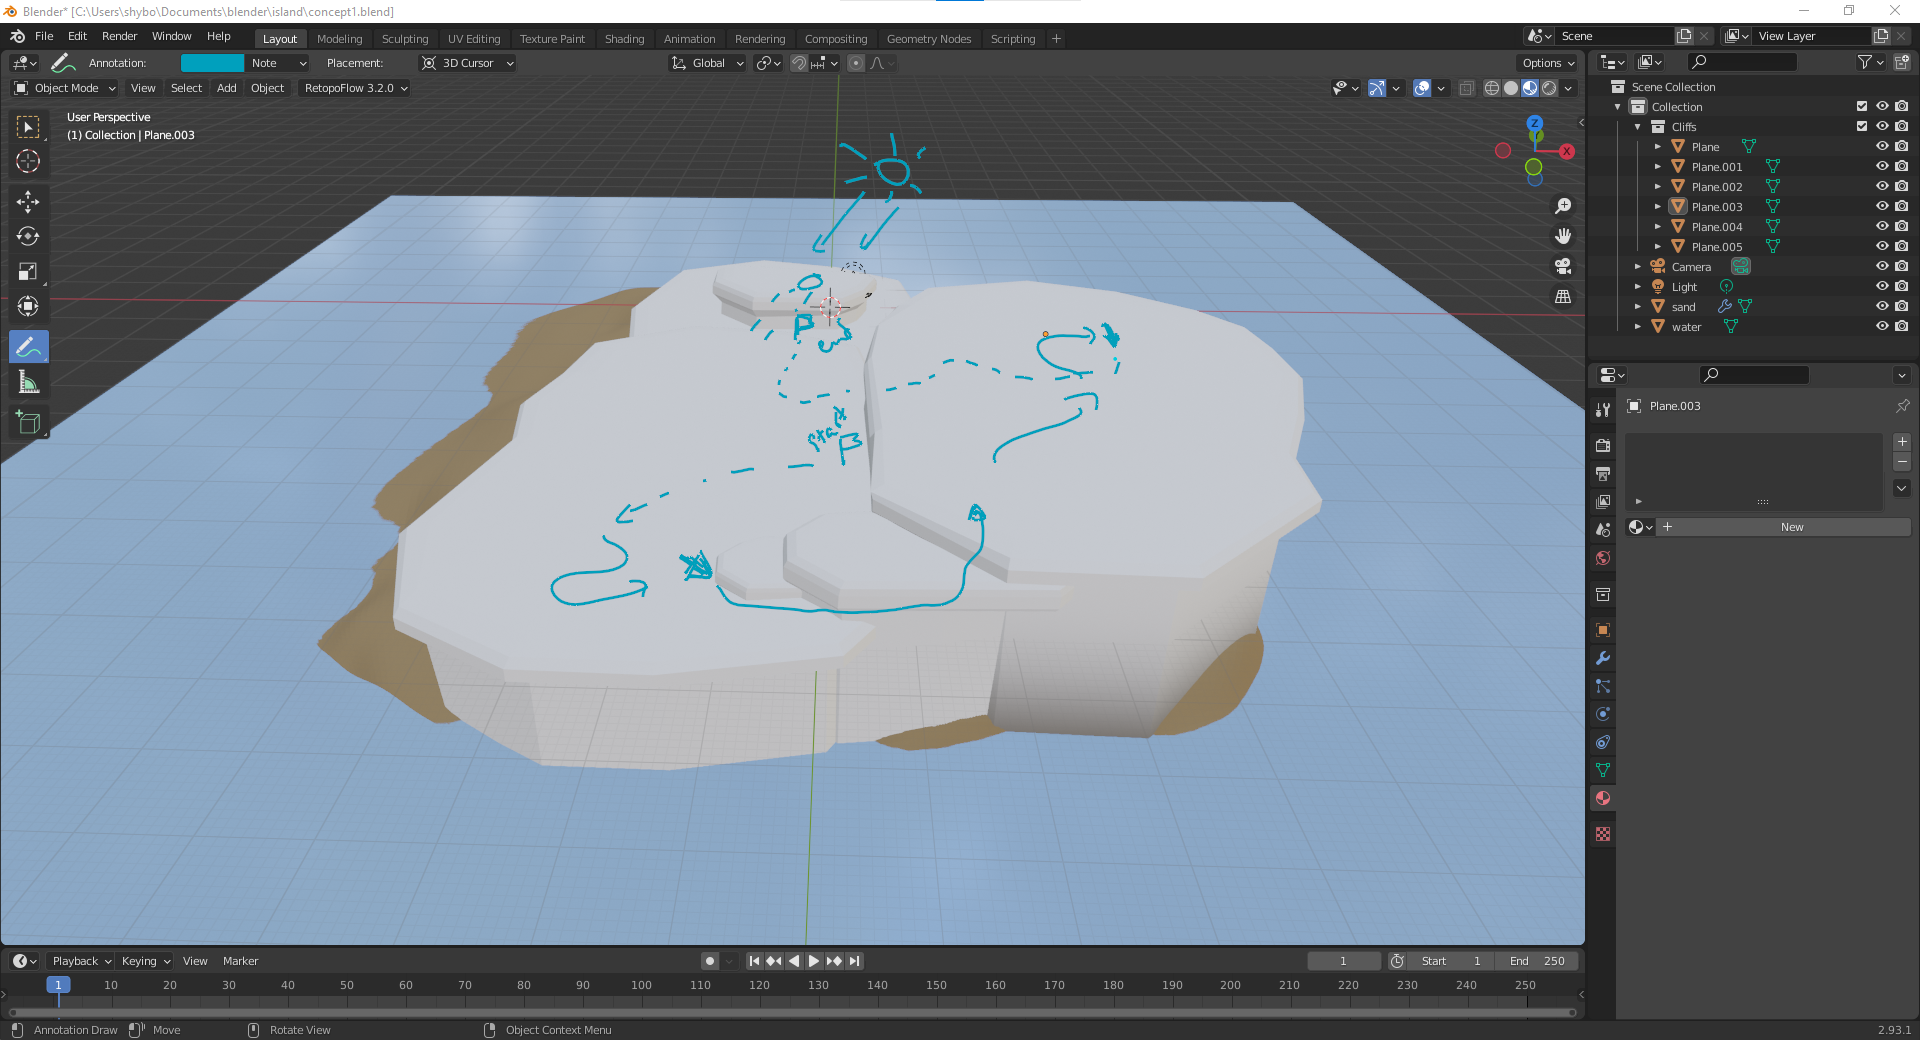 Blender* [C:\Users\shybo\Documents\blender\island\concept1.blend]
File Edit Render Window Help Layout Modeling Sculpting UV Editing Texture Paint Shading Animation Rendering Compositing Geometry Nodes Scripting + Scene View Layer
Annotation: Note Placement: 3D Cursor Global Options
Object Mode View Select Add Object RetopoFlow 3.2.0
User Perspective
(1) Collection | Plane.003
Z
Y
X
Scene Collection
Collection
Cliffs
Plane
Plane.001
Plane.002
Plane.003
Plane.004
Plane.005
Camera
Light
sand
water
Plane.003
New
Playback Keying View Marker 1 Start 1 End 250
1 10 20 30 40 50 60 70 80 90 100 110 120 130 140 150 160 170 180 190 200 210 220 230 240 250
Annotation Draw Move Rotate View Object Context Menu 2.93.1